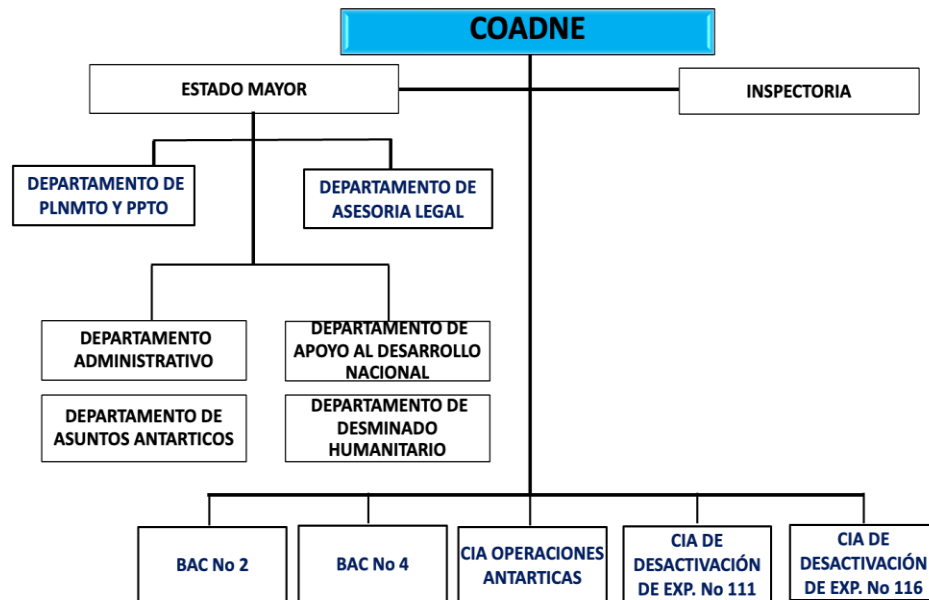 COADNE
ESTADO MAYOR
INSPECTORIA
DEPARTAMENTO DE
PLNMTO Y PPTO
DEPARTAMENTO DE
ASESORIA LEGAL
DEPARTAMENTO
ADMINISTRATIVO
DEPARTAMENTO DE
APOYO AL DESARROLLO
NACIONAL
DEPARTAMENTO DE
ASUNTOS ANTARTICOS
DEPARTAMENTO DE
DESMINADO
HUMANITARIO
BAC No 2
BAC No 4
CIA OPERACIONES
ANTARTICAS
CIA DE
DESACTIVACIÓN
DE EXP. No 111
CIA DE
DESACTIVACIÓN
DE EXP. No 116